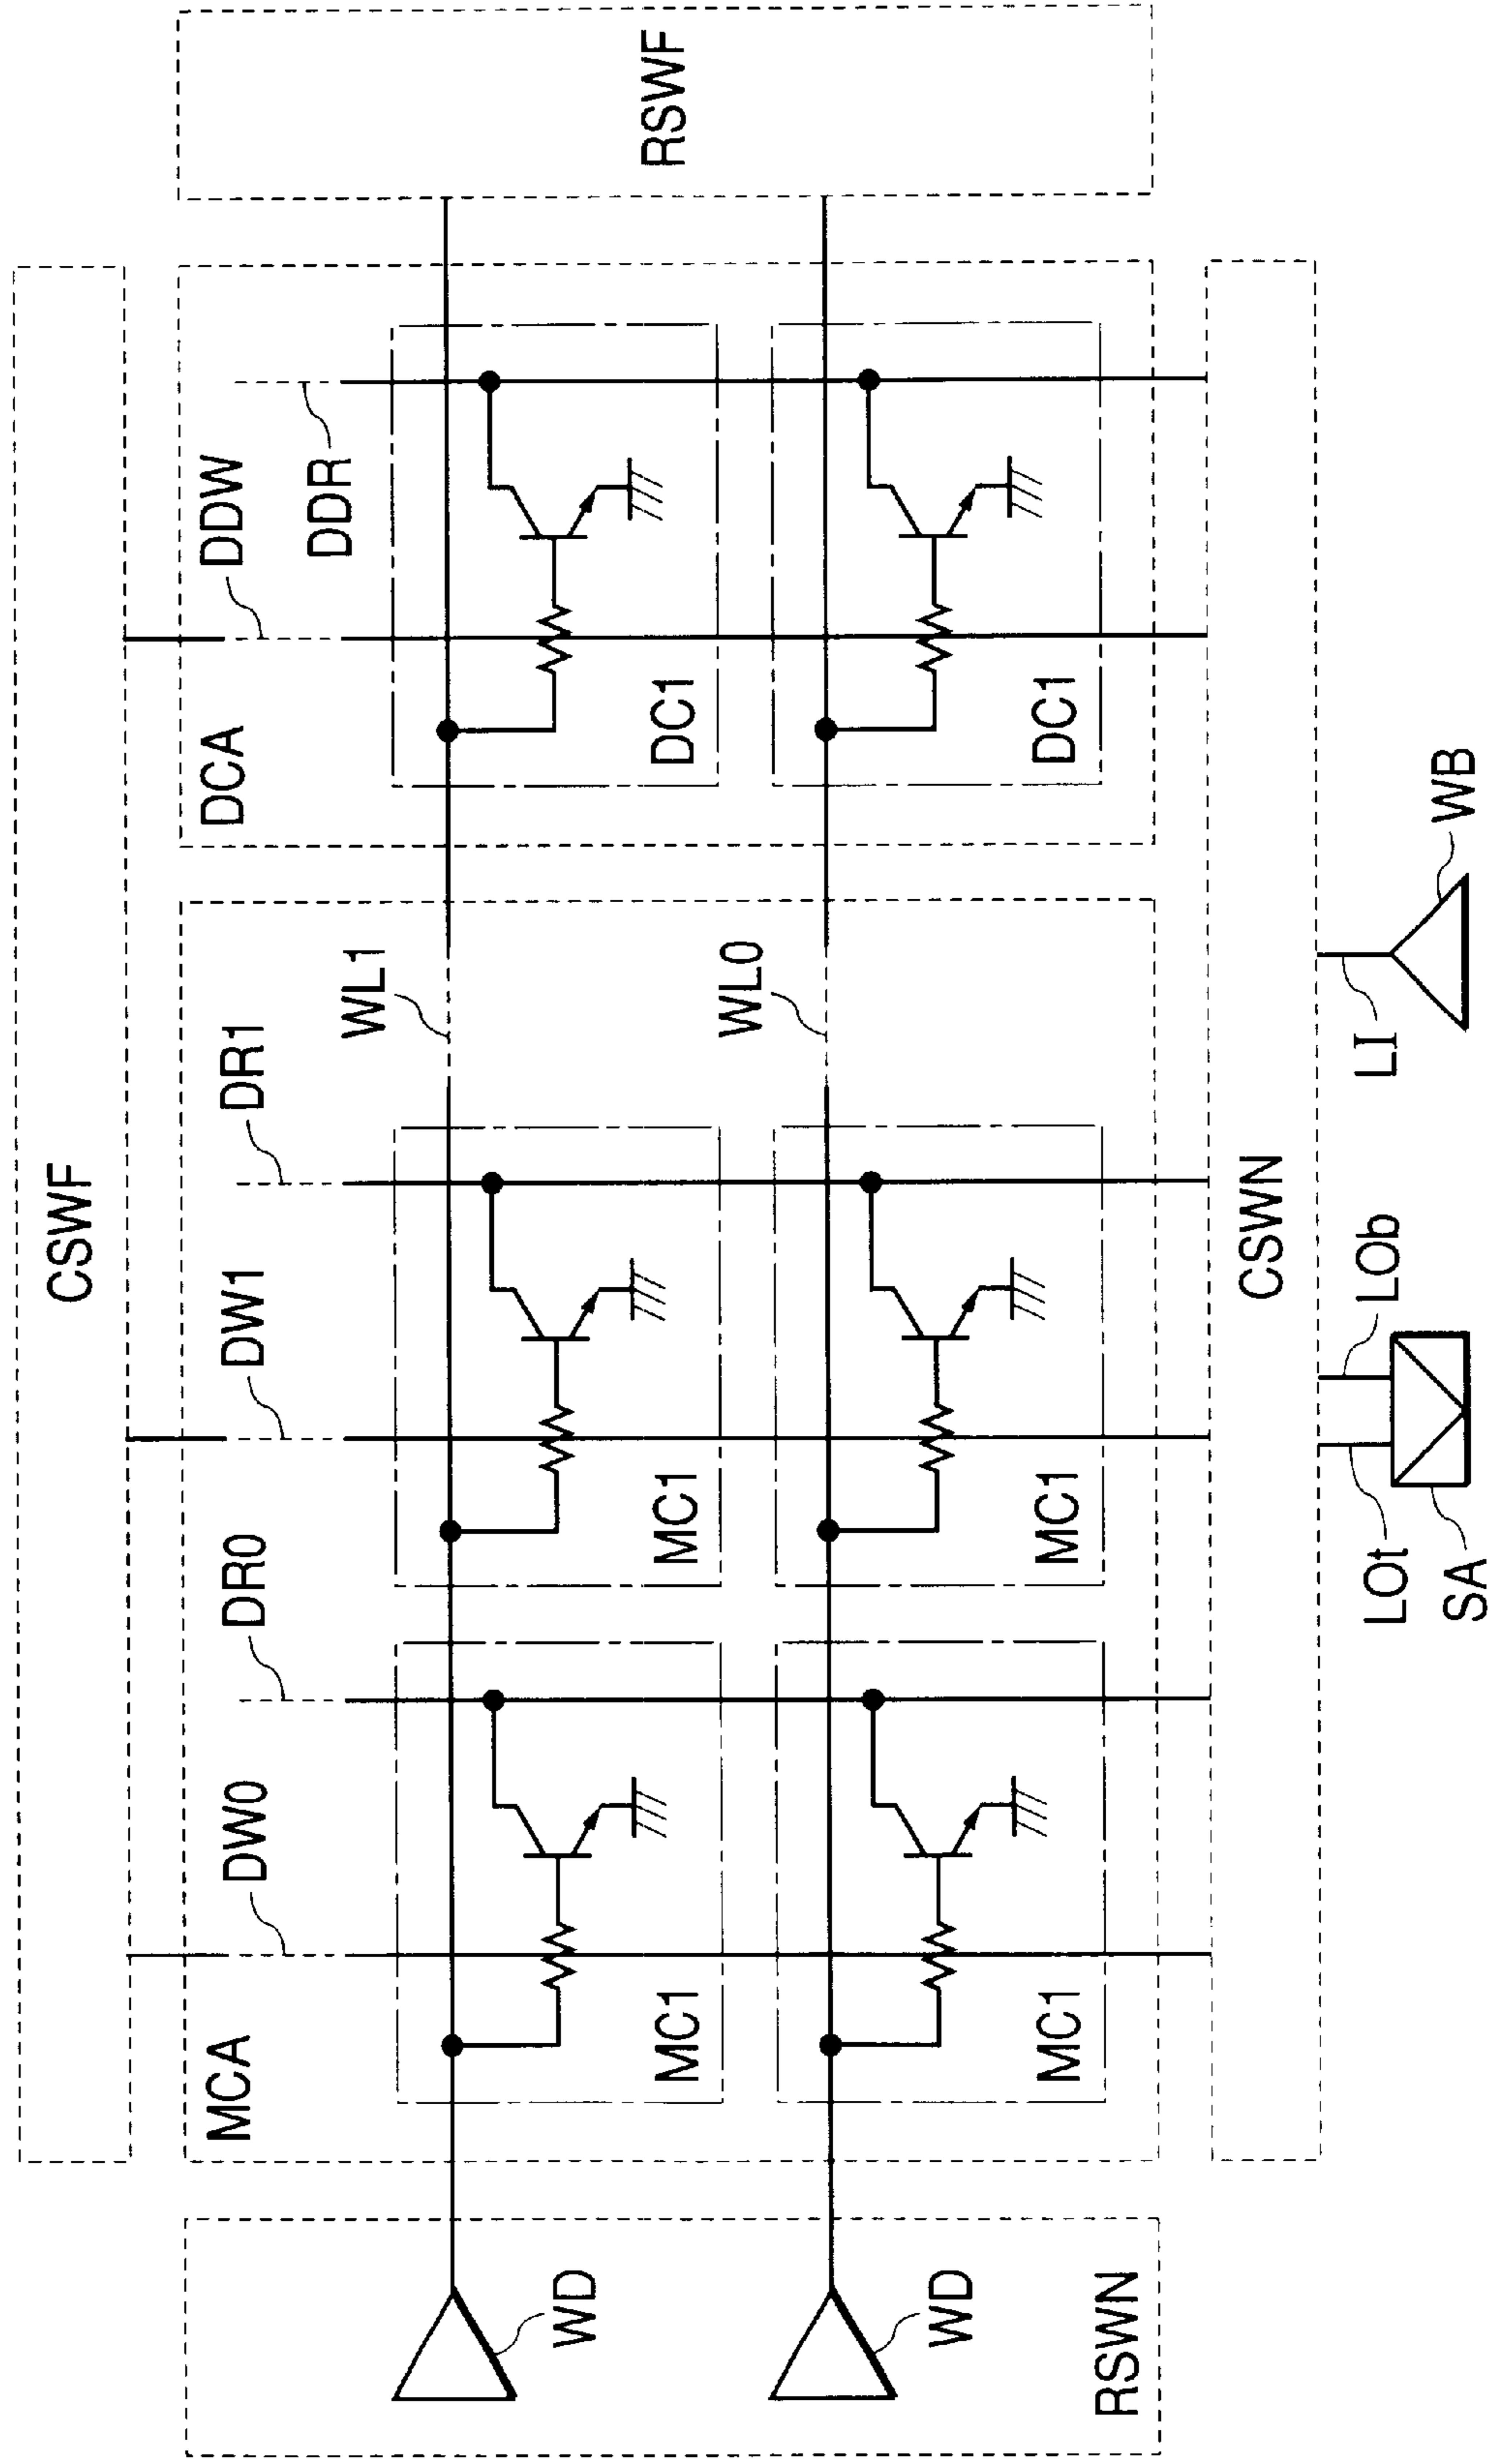 CSWF
MCA
DW0
DR0
DW1
DR1
DCA
DDW
DDR
WL1
RSWF
WD
MC1
MC1
DC1
WL0
WD
MC1
MC1
DC1
RSWN
CSWN
LOt
LOb
LI
SA
WB